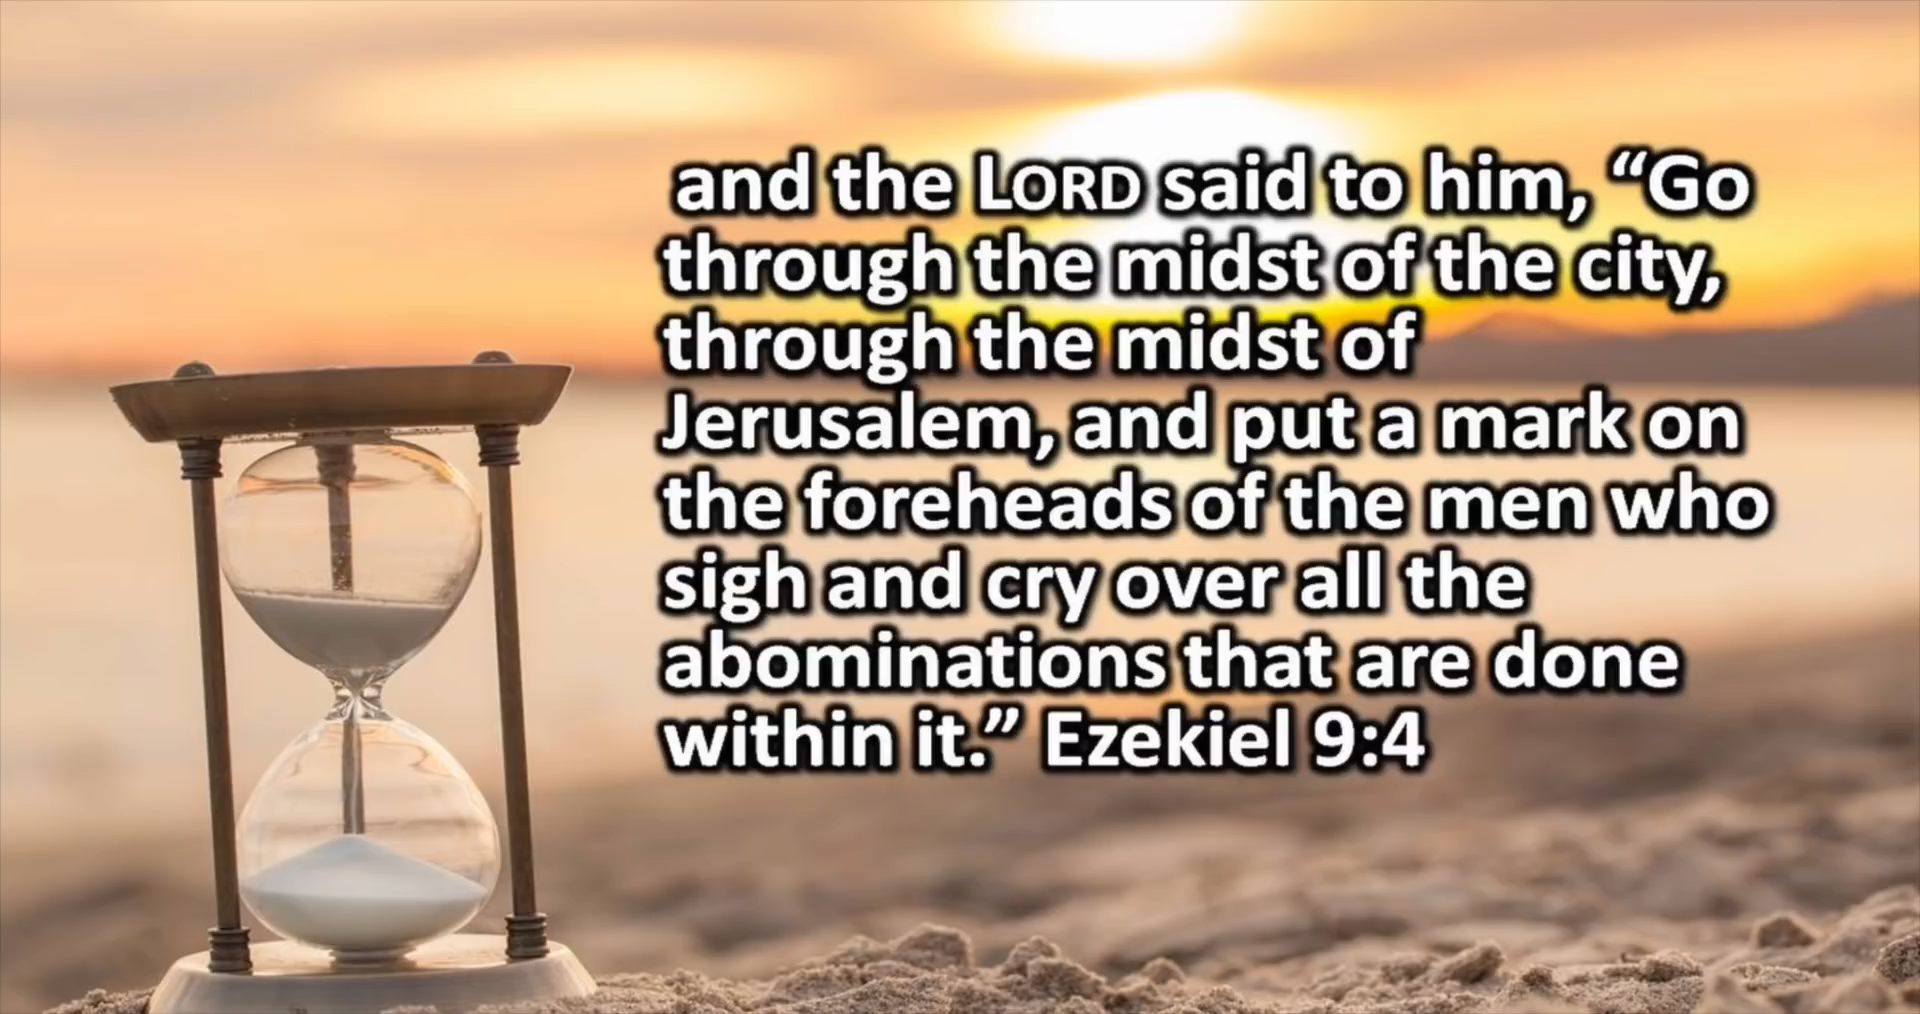 and the LORD said to him, “Go
through the midst of the city,
through the midst of
Jerusalem, and put a mark on
the foreheads of the men who
sigh and cry over all the
abominations that are done
within it.” Ezekiel 9:4